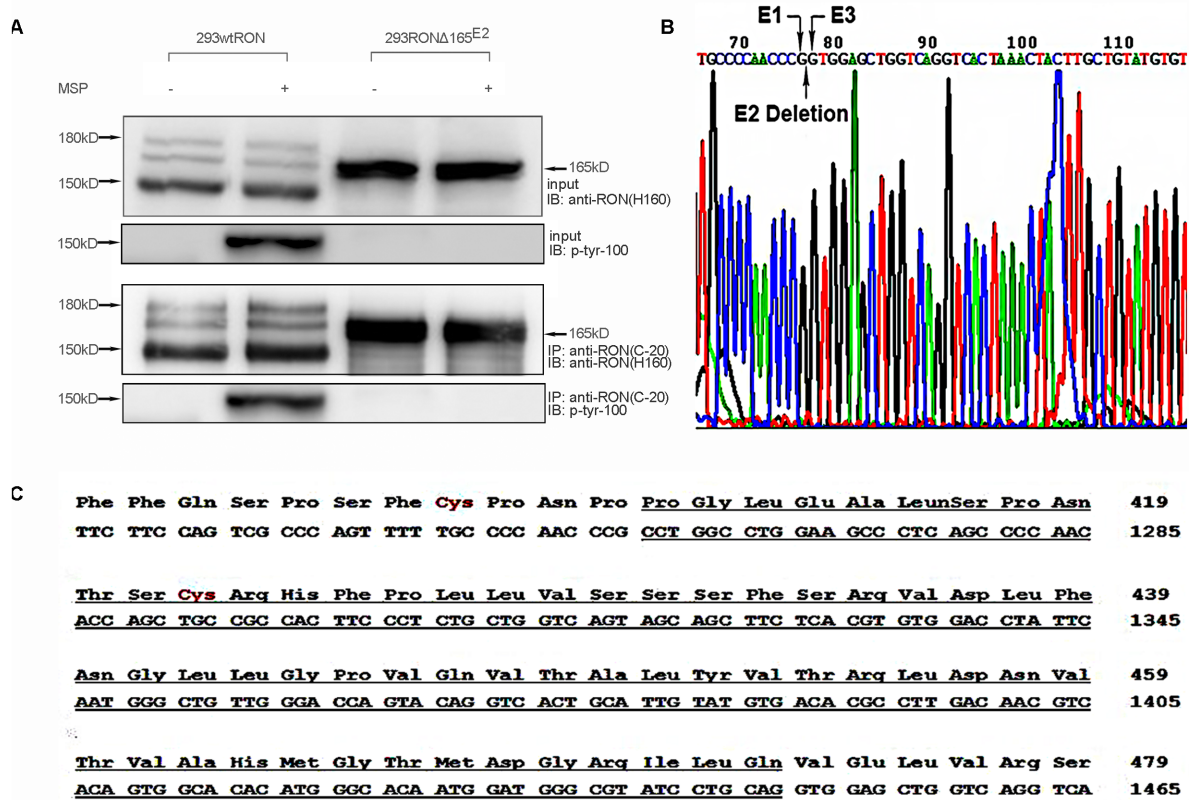 A
293wtRON
293RONΔ165E2
MSP
-
+
-
+
180kD
150kD
165kD
input
IB: anti-RON(H160)
150kD
input
IB: p-tyr-100
180kD
150kD
165kD
IP: anti-RON(C-20)
IB: anti-RON(H160)
150kD
IP: anti-RON(C-20)
IB: p-tyr-100
B
E1 E3
70 80 90 100 110
TGCCCCAACCCGGTGGAGCTGGTCAGGTCACTAAACTACTTGCTGTATGTGT
E2 Deletion
C
Phe Phe Gln Ser Pro Ser Phe Cys Pro Asn Pro Pro Gly Leu Glu Ala LeunSer Pro Asn 419
TTC TTC CAG TCG CCC AGT TTT TGC CCC AAC CCG CCT GGC CTG GAA GCC CTC AGC CCC AAC 1285
Thr Ser Cys Arg His Phe Pro Leu Leu Val Ser Ser Ser Phe Ser Arg Val Asp Leu Phe 439
ACC AGC TGC CGC CAC TTC CCT CTG CTG GTC AGT AGC AGC TTC TCA CGT GTG GAC CTA TTC 1345
Asn Gly Leu Leu Gly Pro Val Gln Val Thr Ala Leu Tyr Val Thr Arg Leu Asp Asn Val 459
AAT GGG CTG TTG GGA CCA GTA CAG GTC ACT GCA TTG TAT GTG ACA CGC CTT GAC AAC GTC 1405
Thr Val Ala His Met Gly Thr Met Asp Gly Arg Ile Leu Gln Val Glu Leu Val Arg Ser 479
ACA GTG GCA CAC ATG GGC ACA ATG GAT GGG CGT ATC CTG CAG GTG GAG CTG GTC AGG TCA 1465